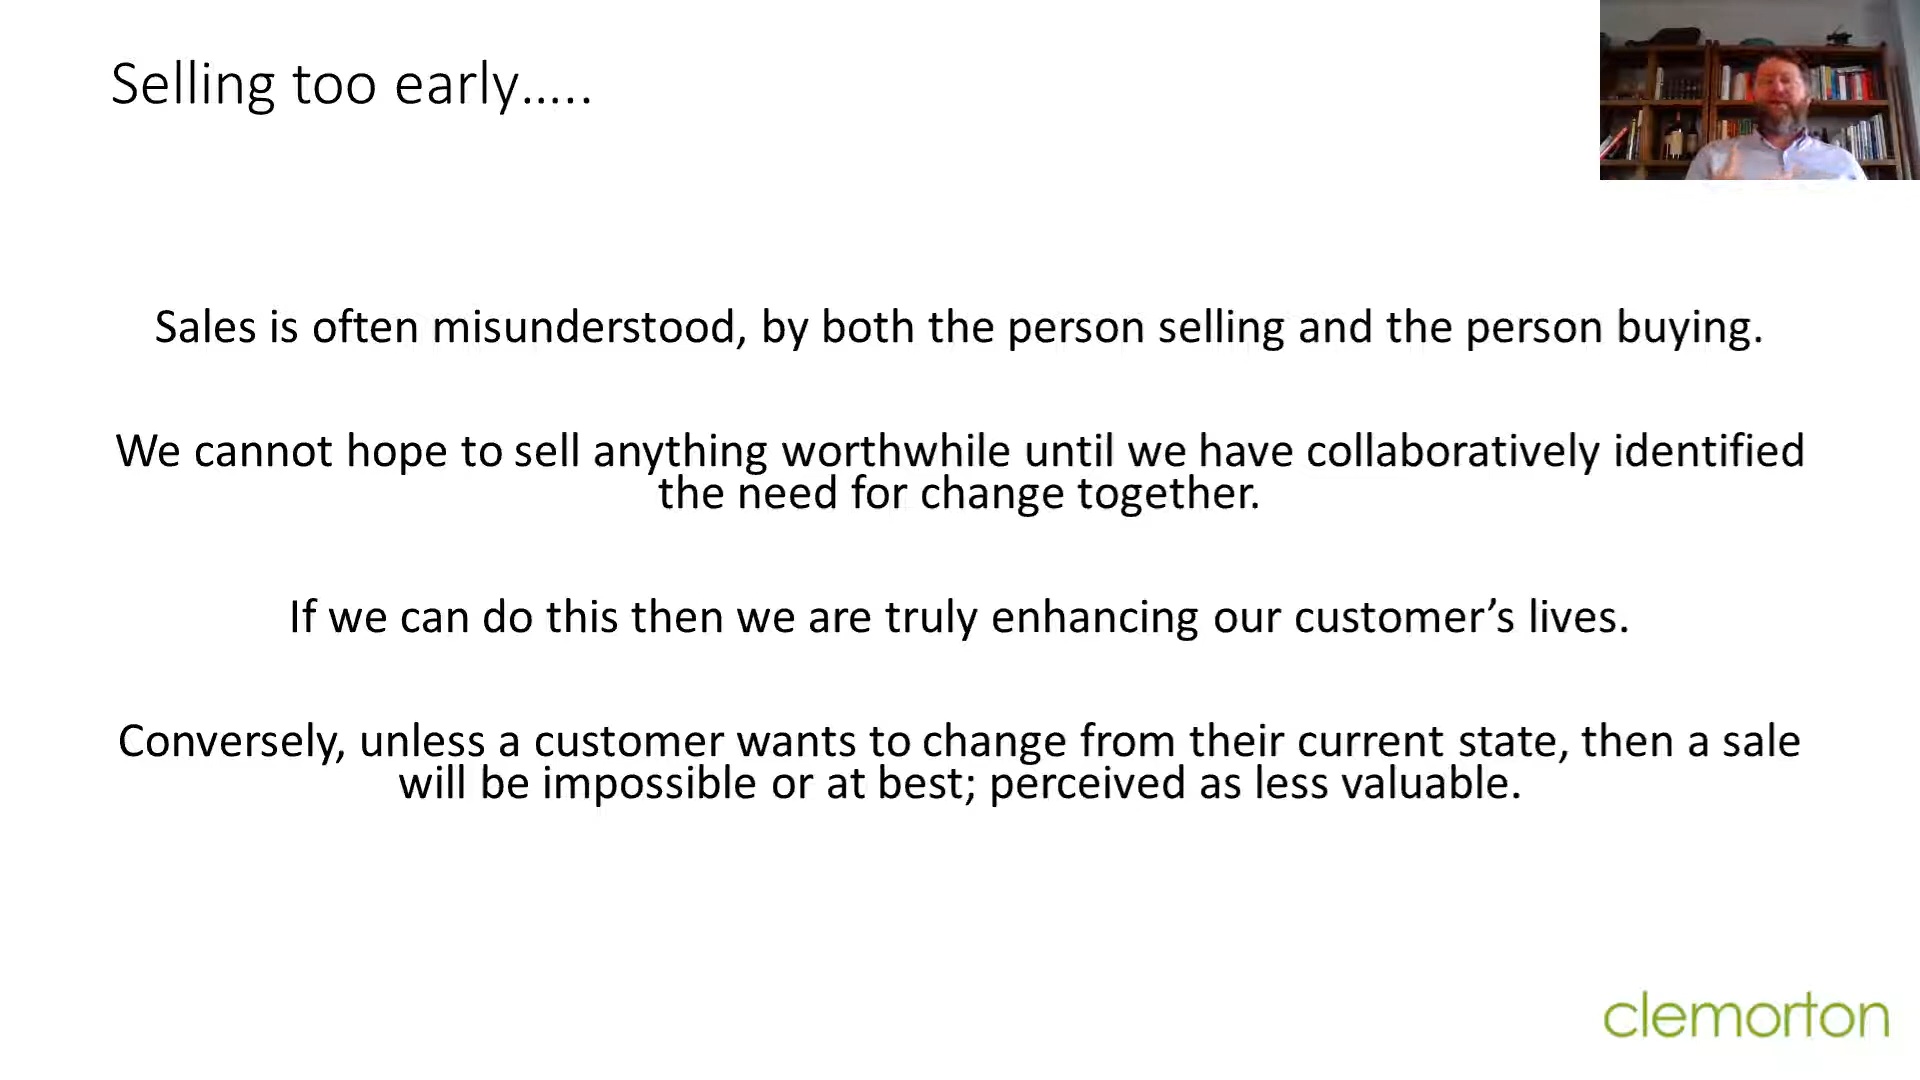 Selling too early…..
Sales is often misunderstood, by both the person selling and the person buying.
We cannot hope to sell anything worthwhile until we have collaboratively identified
the need for change together.
If we can do this then we are truly enhancing our customer’s lives.
Conversely, unless a customer wants to change from their current state, then a sale
will be impossible or at best; perceived as less valuable.
clemorton